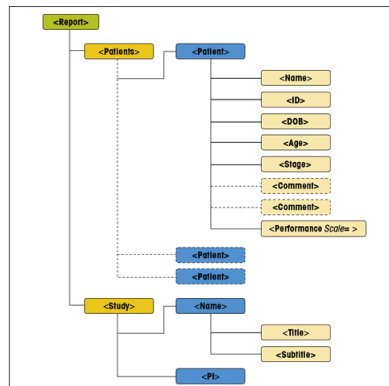 <Report>
<Patients> <Patient>
<Name>
<ID>
<DOB>
<Age>
<Stage>
<Comment>
<Comment>
<Performance Scale= >
<Patient>
<Patient>
<Study> <Name>
<Title>
<Subtitle>
<PI>